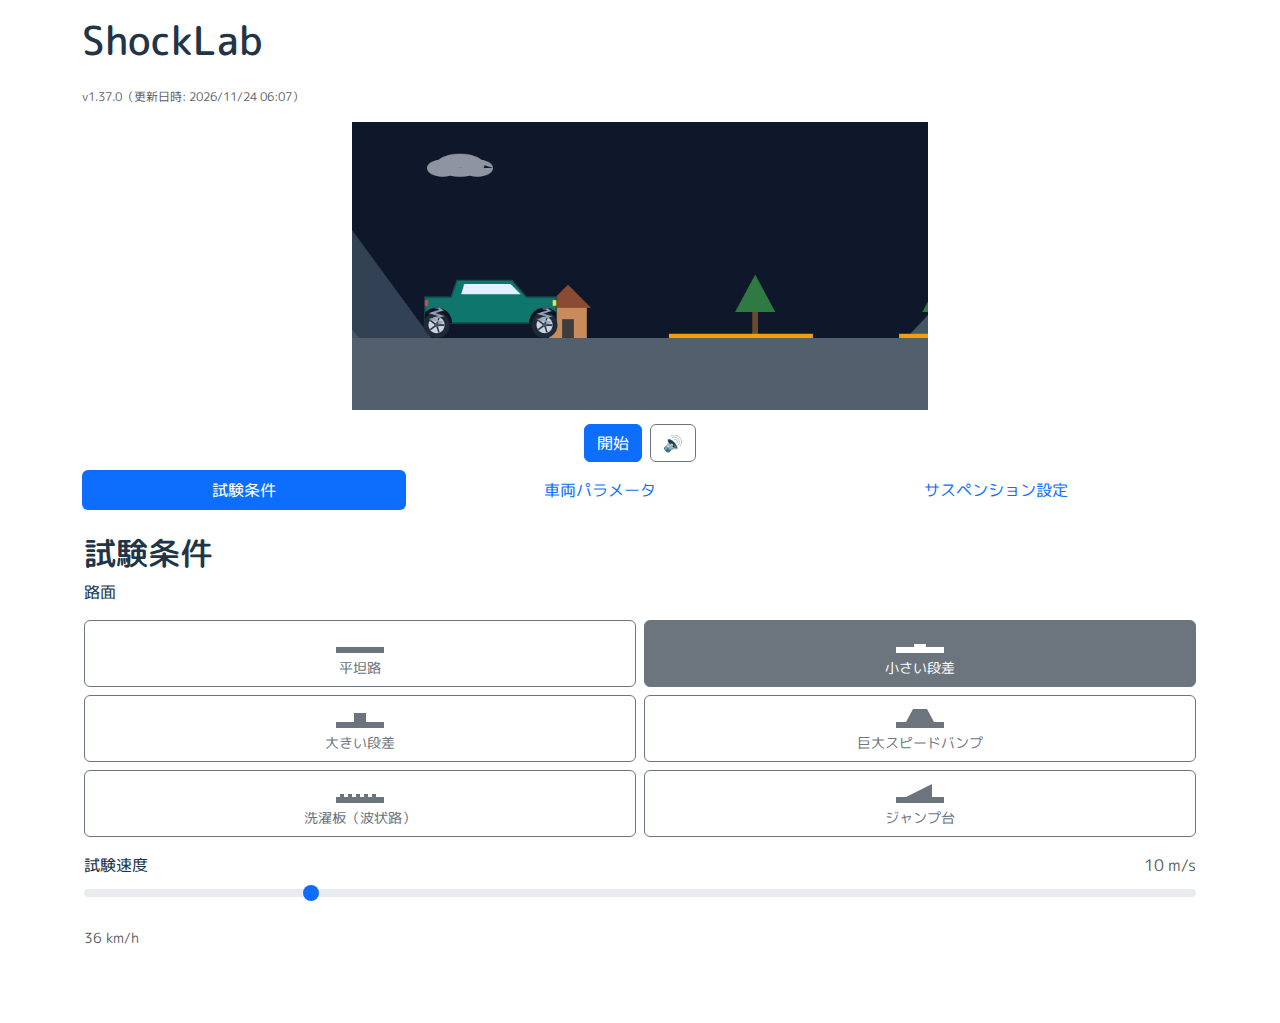 ShockLab
v1.37.0（更新日時: 2026/11/24 06:07）
開始
試験条件 車両パラメータ サスペンション設定
試験条件
路面
平坦路 小さい段差
大きい段差 巨大スピードバンプ
洗濯板（波状路） ジャンプ台
試験速度 10 m/s
36 km/h